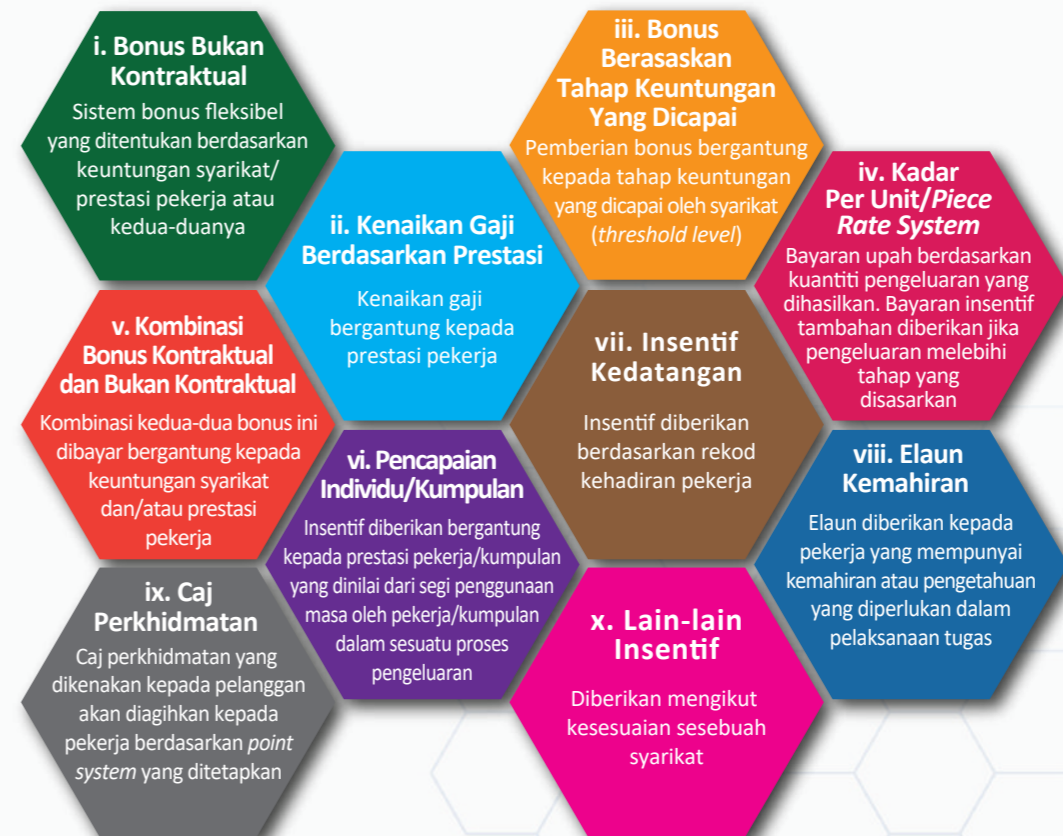 i. Bonus Bukan
Kontraktual
Sistem bonus fleksibel
yang ditentukan berdasarkan
keuntungan syarikat/
prestasi pekerja atau
kedua-duanya
ii. Kenaikan Gaji
Berdasarkan Prestasi
Kenaikan gaji
bergantung kepada
prestasi pekerja
iii. Bonus
Berasaskan
Tahap Keuntungan
Yang Dicapai
Pemberian bonus bergantung
kepada tahap keuntungan
yang dicapai oleh syarikat
(threshold level)
iv. Kadar
Per Unit/Piece
Rate System
Bayaran upah berdasarkan
kuantiti pengeluaran yang
dihasilkan. Bayaran insentif
tambahan diberikan jika
pengeluaran melebihi
tahap yang
disasarkan
v. Kombinasi
Bonus Kontraktual
dan Bukan Kontraktual
Kombinasi kedua-dua bonus ini
dibayar bergantung kepada
keuntungan syarikat
dan/atau prestasi
pekerja
vi. Pencapaian
Individu/Kumpulan
Insentif diberikan bergantung
kepada prestasi pekerja/kumpulan
yang dinilai dari segi penggunaan
masa oleh pekerja/kumpulan
dalam sesuatu proses
pengeluaran
vii. Insentif
Kedatangan
Insentif diberikan
berdasarkan rekod
kehadiran pekerja
viii. Elaun
Kemahiran
Elaun diberikan kepada
pekerja yang mempunyai
kemahiran atau pengetahuan
yang diperlukan dalam
pelaksanaan tugas
ix. Caj
Perkhidmatan
Caj perkhidmatan yang
dikenakan kepada pelanggan
akan diagihkan kepada
pekerja berdasarkan point
system yang ditetapkan
x. Lain-lain
Insentif
Diberikan mengikut
kesesuaian sesebuah
syarikat